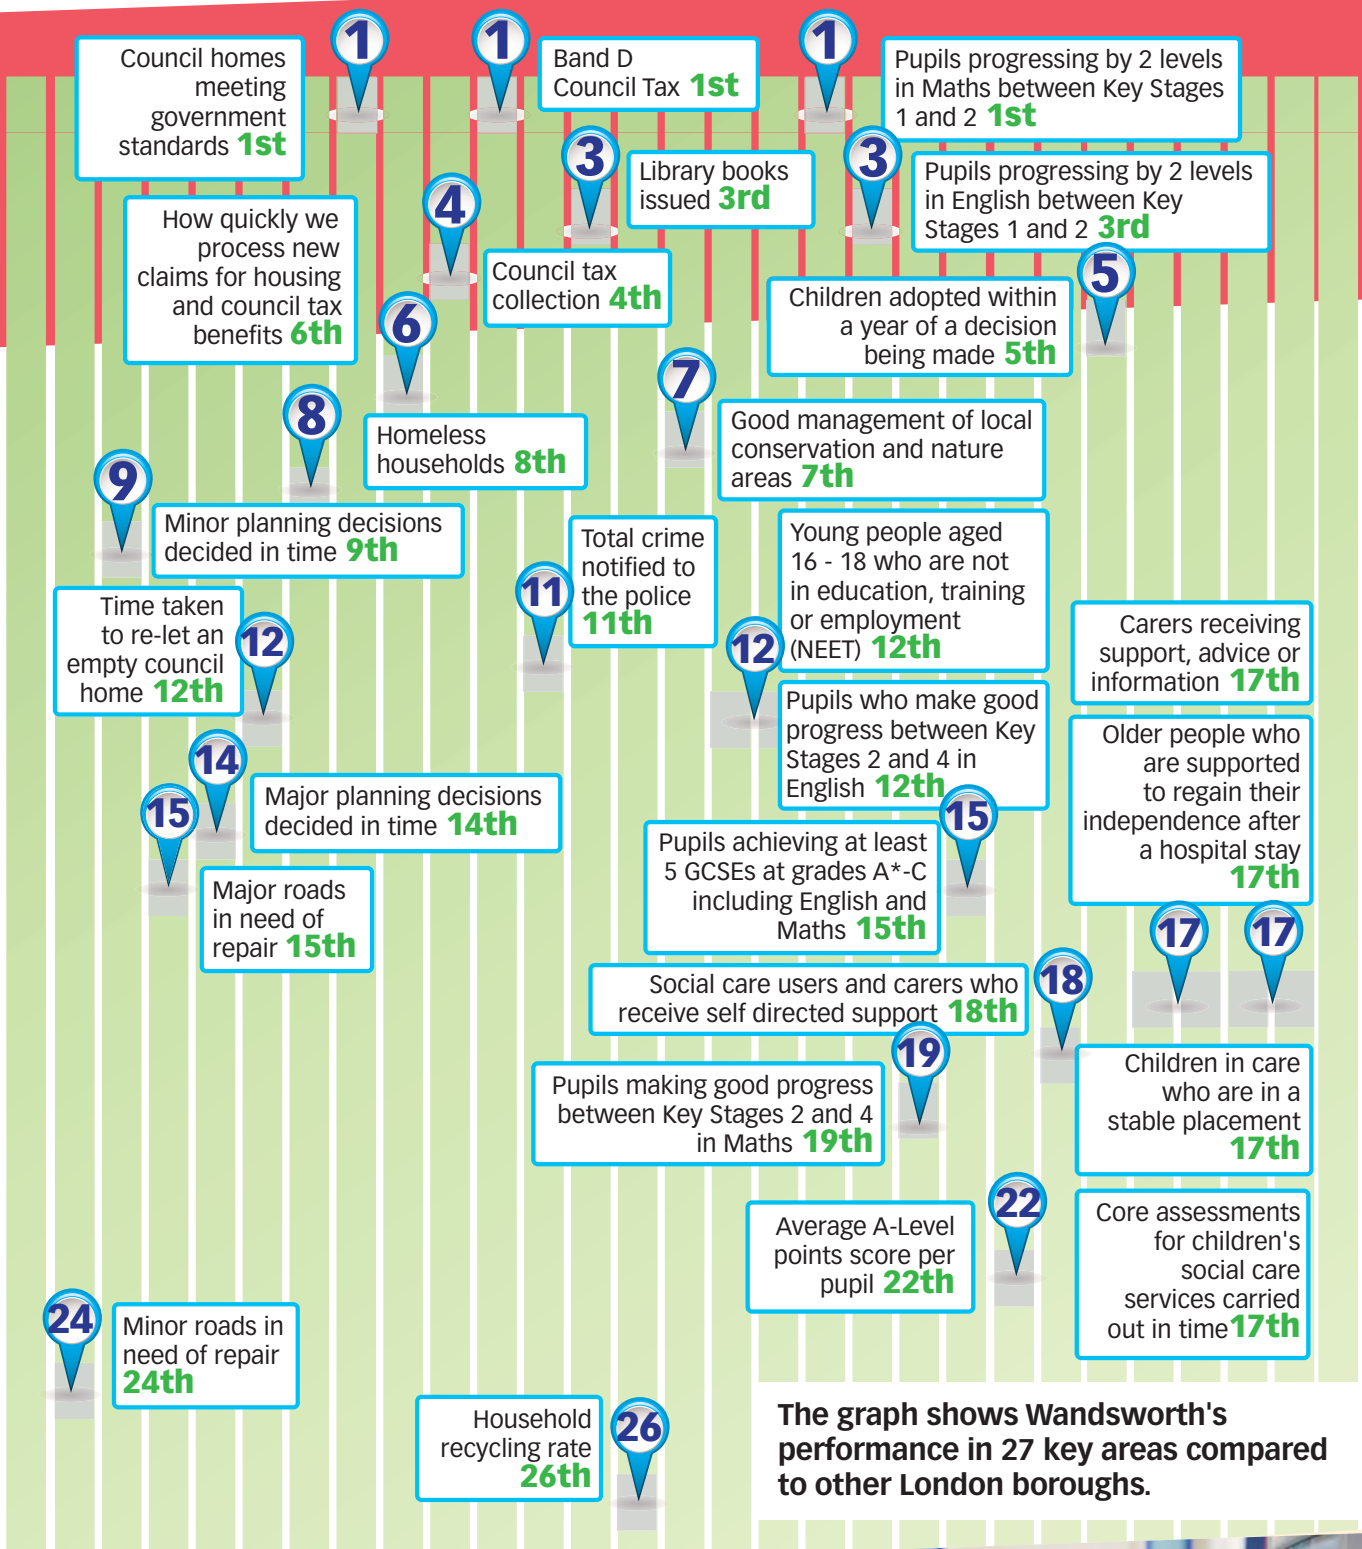 1
1
1
Council homes
meeting
government
standards 1st
Band D
Council Tax 1st
Pupils progressing by 2 levels
in Maths between Key Stages
1 and 2 1st
3
Library books
issued 3rd
3
Pupils progressing by 2 levels
in English between Key
Stages 1 and 2 3rd
4
How quickly we
process new
claims for housing
and council tax
benefits 6th
Council tax
collection 4th
5
Children adopted within
a year of a decision
being made 5th
6
7
8
Homeless
households 8th
Good management of local
conservation and nature
areas 7th
9
Minor planning decisions
decided in time 9th
Total crime
notified to
the police
11th
11
Young people aged
16 - 18 who are not
in education, training
or employment
(NEET) 12th
12
Time taken
to re-let an
empty council
home 12th
12
Carers receiving
support, advice or
information 17th
Pupils who make good
progress between Key
Stages 2 and 4 in
English 12th
Older people who
are supported
to regain their
independence after
a hospital stay
17th
14
Major planning decisions
decided in time 14th
15
15
Pupils achieving at least
5 GCSEs at grades A*-C
including English and
Maths 15th
Major roads
in need of
repair 15th
17
17
Social care users and carers who
receive self directed support 18th
18
19
Pupils making good progress
between Key Stages 2 and 4
in Maths 19th
Children in care
who are in a
stable placement
17th
22
Average A-Level
points score per
pupil 22th
Core assessments
for children's
social care
services carried
out in time 17th
24
Minor roads in
need of repair
24th
Household
recycling rate
26th
26
The graph shows Wandsworth's
performance in 27 key areas compared
to other London boroughs.